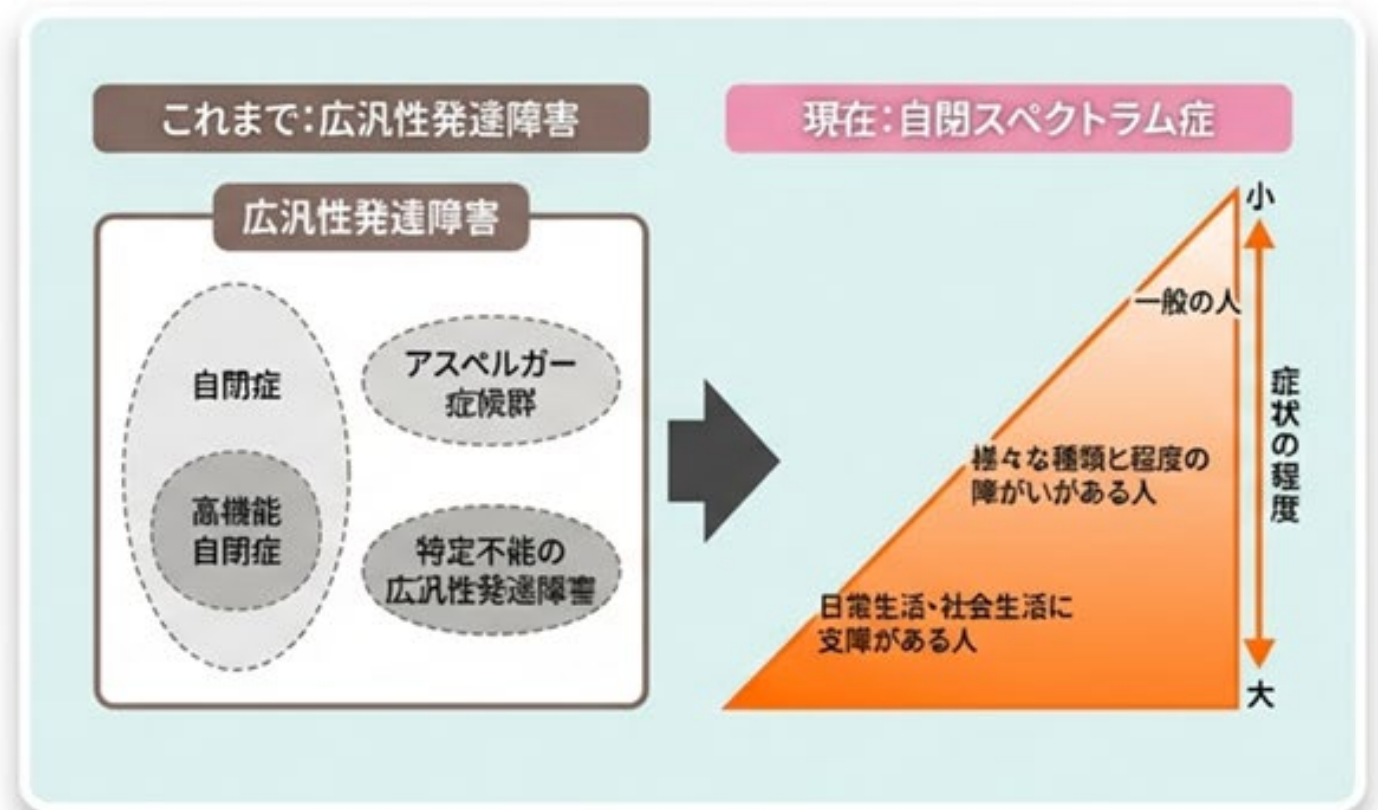 これまで：広汎性発達障害
現在：自閉スペクトラム症
広汎性発達障害
自閉症
高機能
自閉症
アスペルガー
症候群
特定不能の
広汎性発達障害
小
一般の人
様々な種類と程度の
障がいがある人
日常生活・社会生活に
支障がある人
症状の程度
大